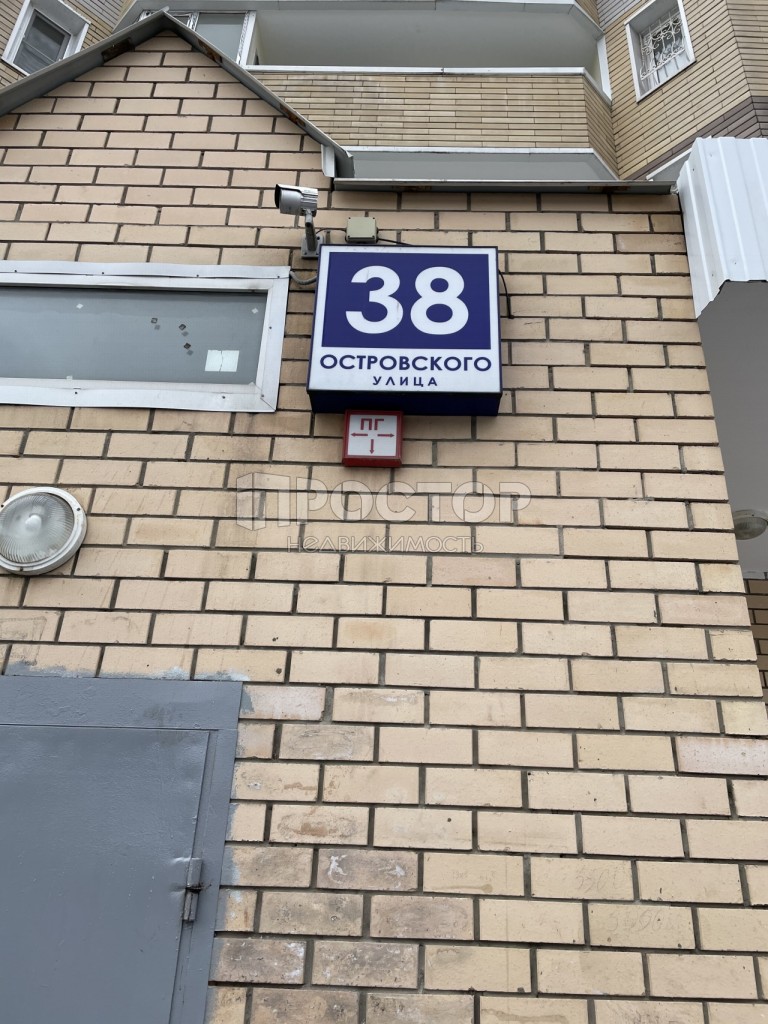 38
ОСТРОВСКОГО
УЛИЦА
ПГ
ПРОСТОР
НЕДВИЖИМОСТЬ